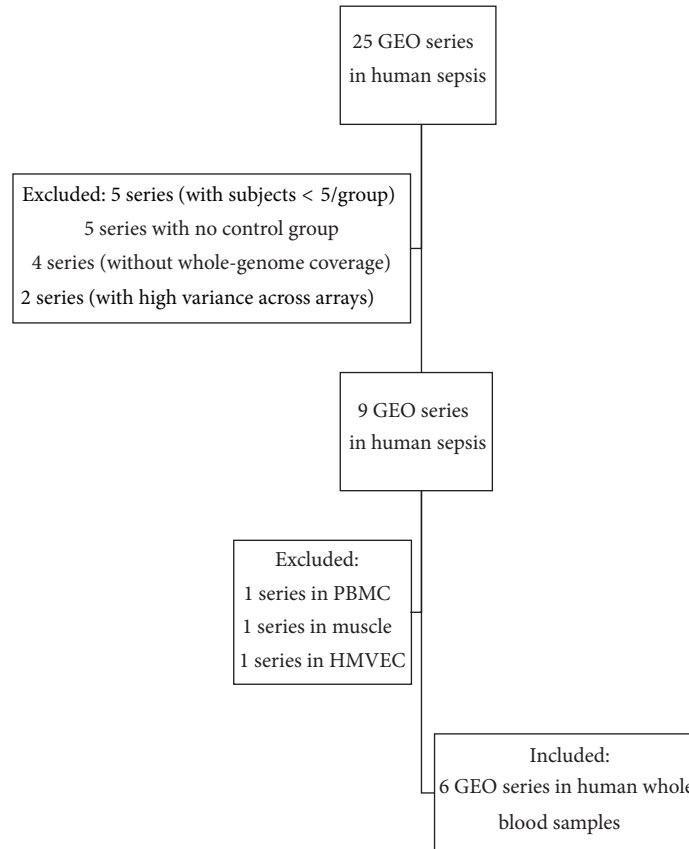 25 GEO series
in human sepsis
Excluded: 5 series (with subjects < 5/group)
5 series with no control group
4 series (without whole-genome coverage)
2 series (with high variance across arrays)
9 GEO series
in human sepsis
Excluded:
1 series in PBMC
1 series in muscle
1 series in HMVEC
Included:
6 GEO series in human whole
blood samples